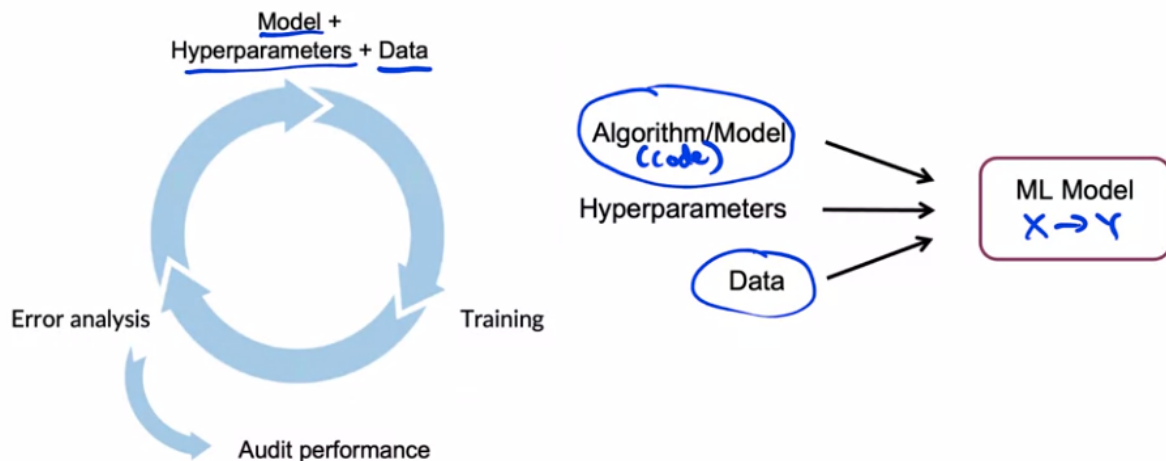 Model +
Hyperparameters + Data
Error analysis
Training
Audit performance
Algorithm/Model
(code)
Hyperparameters
Data
ML Model
X → Y